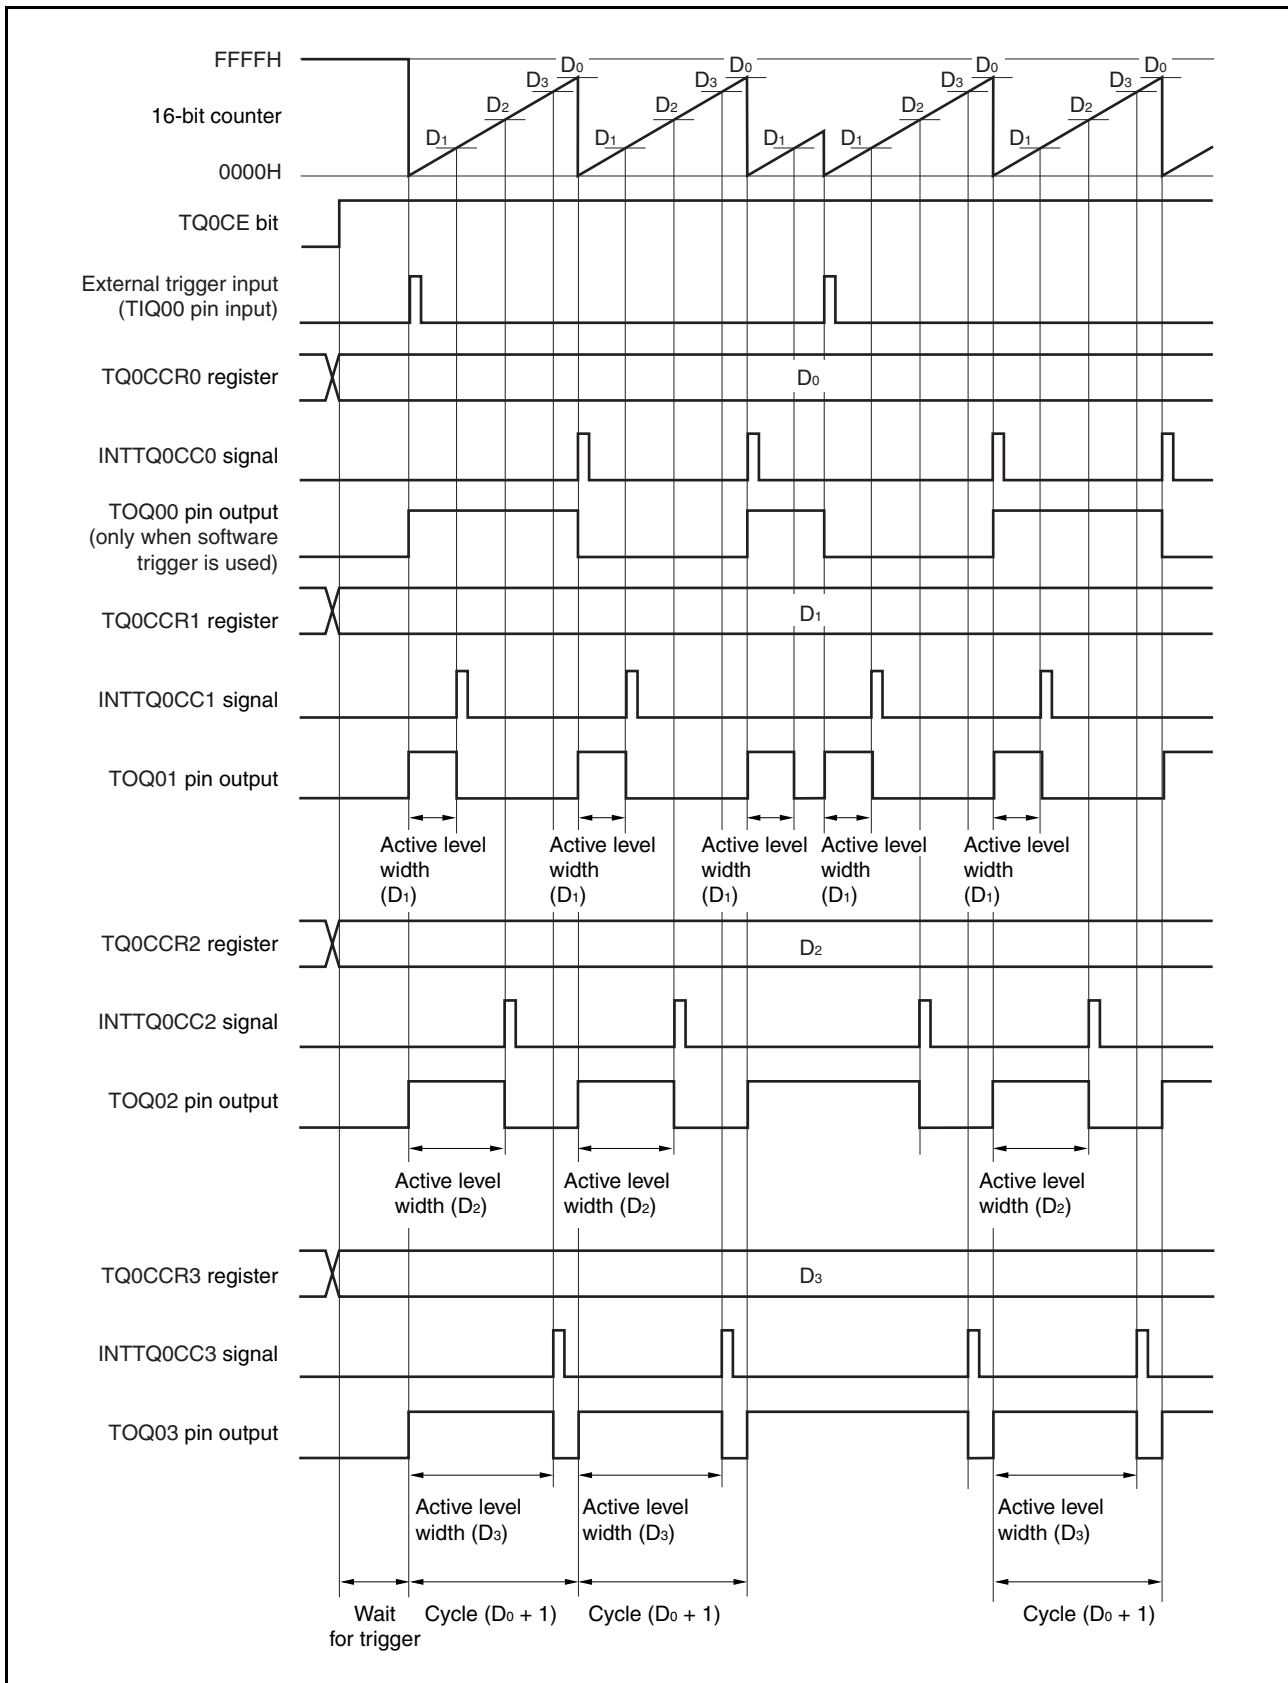 FFFFH
16-bit counter
0000H
D1 D2 D3 D0 D1 D2 D3 D0 D1 D1 D2 D3 D0 D1 D2 D3 D0
TQ0CE bit
External trigger input
(TIQ00 pin input)
TQ0CCR0 register
D0
INTTQ0CC0 signal
TOQ00 pin output
(only when software
trigger is used)
TQ0CCR1 register
D1
INTTQ0CC1 signal
TOQ01 pin output
Active level
width
(D1)
Active level
width
(D1)
Active level
width
(D1)
Active level
width
(D1)
Active level
width
(D1)
TQ0CCR2 register
D2
INTTQ0CC2 signal
TOQ02 pin output
Active level
width (D2)
Active level
width (D2)
Active level
width (D2)
TQ0CCR3 register
D3
INTTQ0CC3 signal
TOQ03 pin output
Active level
width (D3)
Active level
width (D3)
Active level
width (D3)
Wait
for trigger
Cycle (D0 + 1)
Cycle (D0 + 1)
Cycle (D0 + 1)